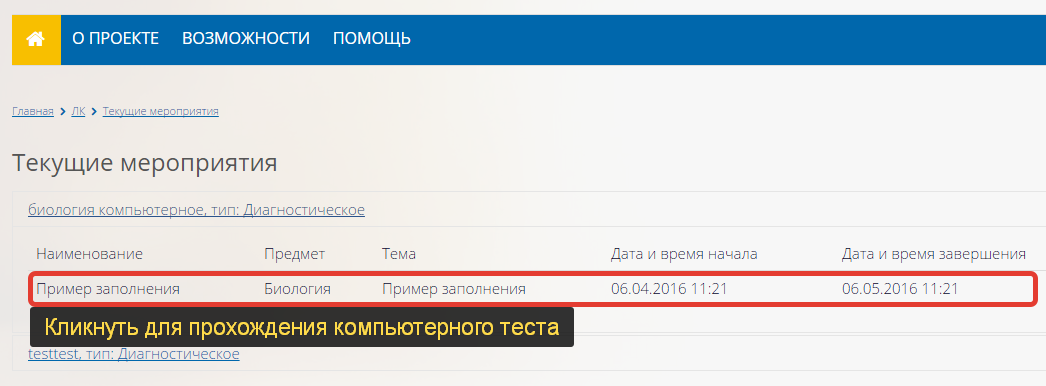 О ПРОЕКТЕ ВОЗМОЖНОСТИ ПОМОЩЬ
Главная ЛК Текущие мероприятия
Текущие мероприятия
биология компьютерное, тип: Диагностическое
Наименование Предмет Тема Дата и время начала Дата и время завершения
Пример заполнения Биология Пример заполнения 06.04.2016 11:21 06.05.2016 11:21
Кликнуть для прохождения компьютерного теста
testtest, тип: Диагностическое